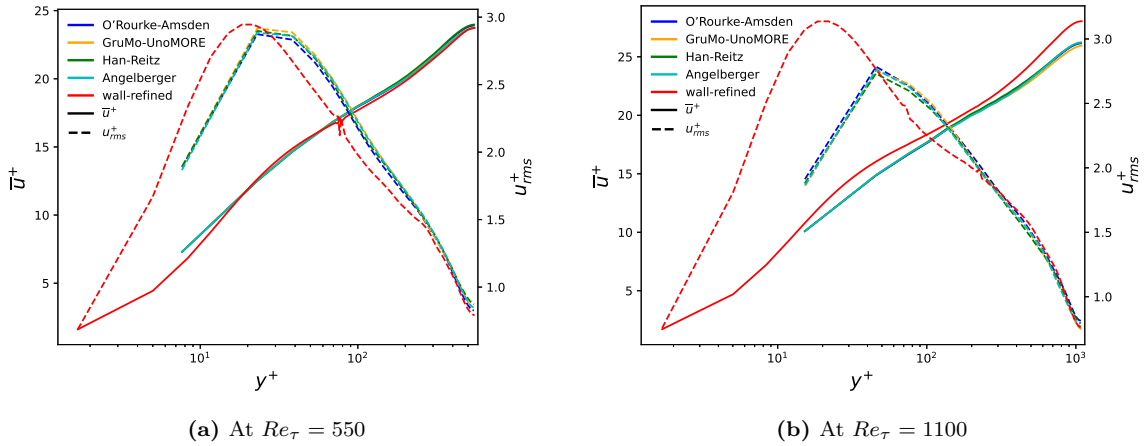 O'Rourke-Amsden
GruMo-UnoMORE
Han-Reitz
Angelberger
wall-refined
u̅⁺
u⁺rms
25
20
15
10
5
u̅⁺
3.0
2.5
2.0
1.5
1.0
u⁺rms
10¹ 10²
y⁺
(a) At Reτ = 550
O'Rourke-Amsden
GruMo-UnoMORE
Han-Reitz
Angelberger
wall-refined
u̅⁺
u⁺rms
25
20
15
10
5
u̅⁺
3.0
2.5
2.0
1.5
1.0
u⁺rms
10¹ 10² 10³
y⁺
(b) At Reτ = 1100